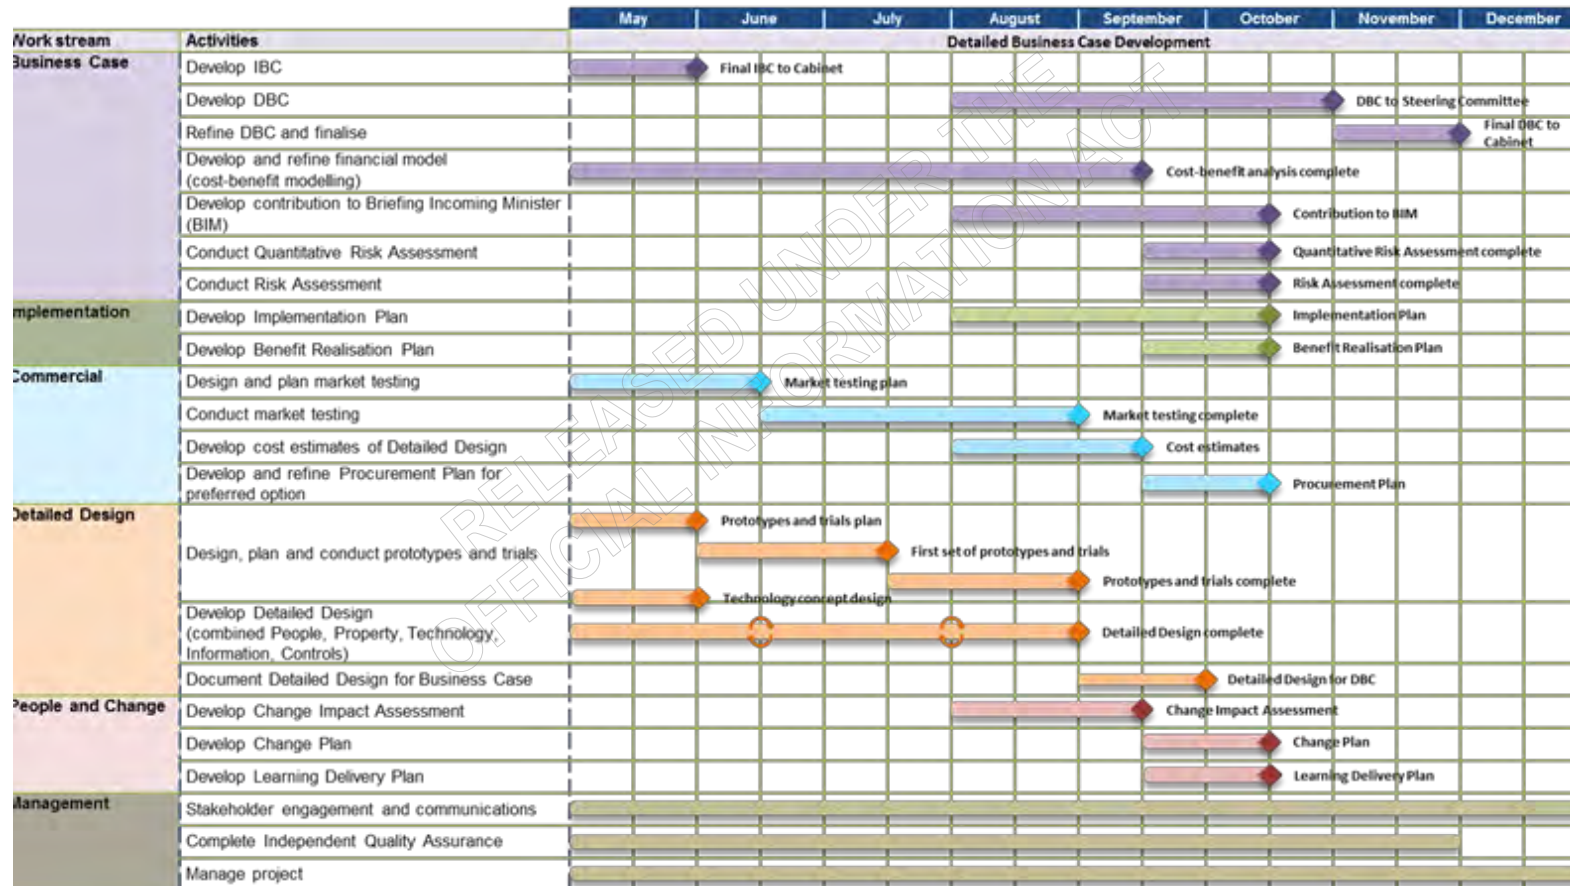 May June July August September October November December
Work stream Activities Detailed Business Case Development
Business Case
Develop IBC Final IBC to Cabinet
Develop DBC DBC to Steering Committee
Refine DBC and finalise Final DBC to
Cabinet
Develop and refine financial model
(cost-benefit modelling) Cost-benefit analysis complete
Develop contribution to Briefing Incoming Minister
(BIM) Contribution to BIM
Conduct Quantitative Risk Assessment Quantitative Risk Assessment complete
Conduct Risk Assessment Risk Assessment complete
mplementation
Develop Implementation Plan Implementation Plan
Develop Benefit Realisation Plan Benefit Realisation Plan
Commercial
Design and plan market testing Market testing plan
Conduct market testing Market testing complete
Develop cost estimates of Detailed Design Cost estimates
Develop and refine Procurement Plan for
preferred option Procurement Plan
Detailed Design
Prototypes and trials plan
Design, plan and conduct prototypes and trials First set of prototypes and trials
Prototypes and trials complete
Technology concept design
Develop Detailed Design
(combined People, Property, Technology,
Information, Controls) Detailed Design complete
Document Detailed Design for Business Case Detailed Design for DBC
People and Change
Develop Change Impact Assessment Change Impact Assessment
Develop Change Plan Change Plan
Develop Learning Delivery Plan Learning Delivery Plan
Management
Stakeholder engagement and communications
Complete Independent Quality Assurance
Manage project
RELEASED UNDER THE
OFFICIAL INFORMATION ACT